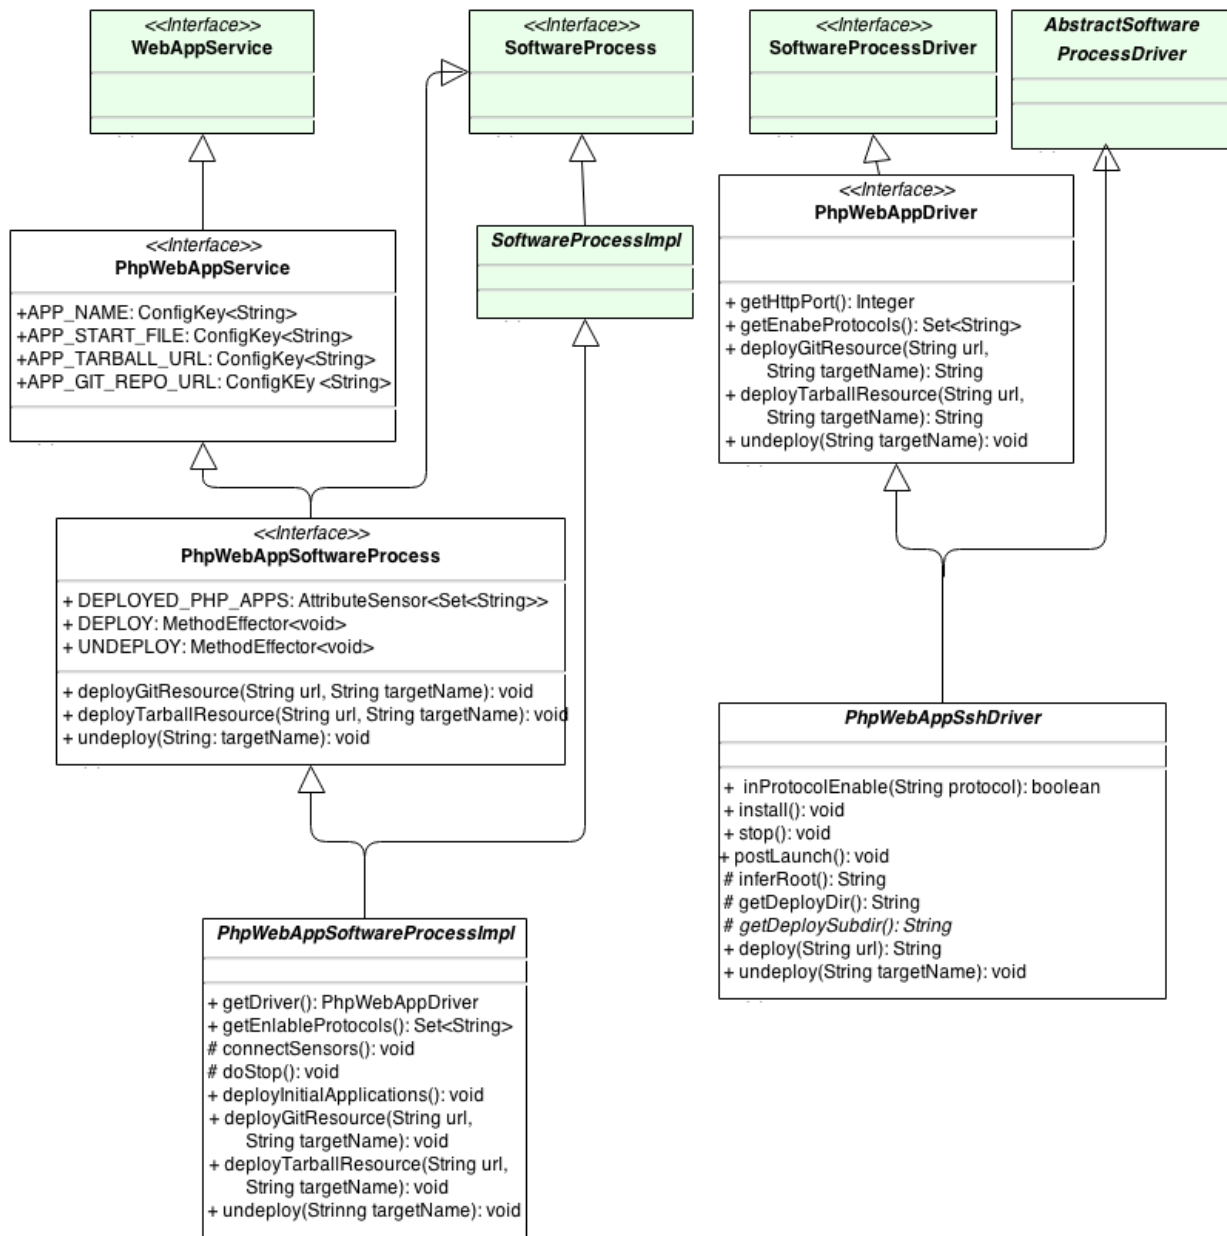 <<Interface>>
WebAppService
<<Interface>>
SoftwareProcess
<<Interface>>
SoftwareProcessDriver
AbstractSoftware
ProcessDriver
<<Interface>>
PhpWebAppService
+APP_NAME: ConfigKey<String>
+APP_START_FILE: ConfigKey<String>
+APP_TARBALL_URL: ConfigKey<String>
+APP_GIT_REPO_URL: ConfigKEy <String>
SoftwareProcessImpl
<<Interface>>
PhpWebAppDriver
+ getHttpPort(): Integer
+ getEnabeProtocols(): Set<String>
+ deployGitResource(String url,
String targetName): String
+ deployTarballResource(String url,
String targetName): String
+ undeploy(String targetName): void
<<Interface>>
PhpWebAppSoftwareProcess
+ DEPLOYED_PHP_APPS: AttributeSensor<Set<String>>
+ DEPLOY: MethodEffector<void>
+ UNDEPLOY: MethodEffector<void>
+ deployGitResource(String url, String targetName): void
+ deployTarballResource(String url, String targetName): void
+ undeploy(String: targetName): void
PhpWebAppSshDriver
+ inProtocolEnable(String protocol): boolean
+ install(): void
+ stop(): void
+ postLaunch(): void
# inferRoot(): String
# getDeployDir(): String
# getDeploySubdir(): String
+ deploy(String url): String
+ undeploy(String targetName): void
PhpWebAppSoftwareProcessImpl
+ getDriver(): PhpWebAppDriver
+ getEnlableProtocols(): Set<String>
# connectSensors(): void
# doStop(): void
+ deployInitialApplications(): void
+ deployGitResource(String url,
String targetName): void
+ deployTarballResource(String url,
String targetName): void
+ undeploy(Strinng targetName): void